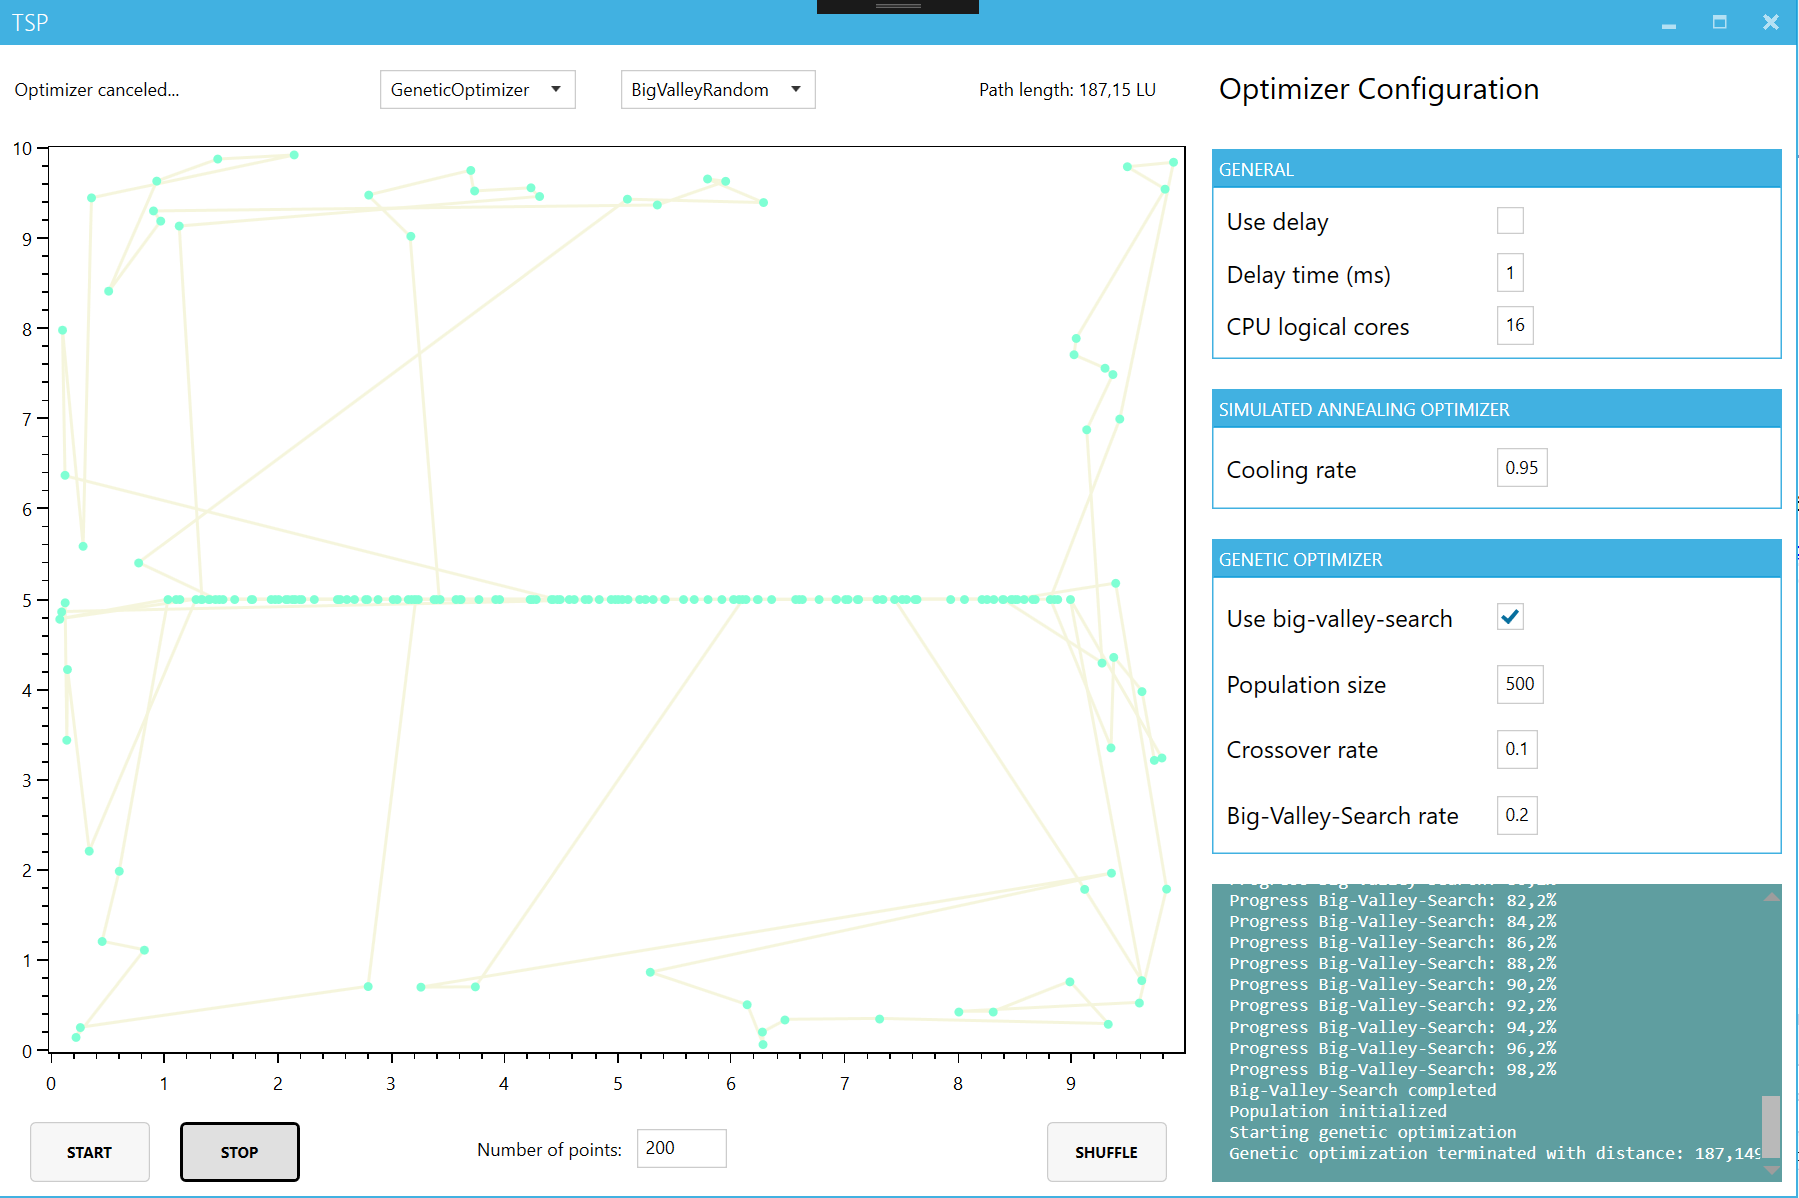 TSP
Optimizer canceled...
GeneticOptimizer
BigValleyRandom
Path length: 187,15 LU
Optimizer Configuration
10
9
8
7
6
5
4
3
2
1
0
0 1 2 3 4 5 6 7 8 9
START
STOP
Number of points: 200
SHUFFLE
GENERAL
Use delay
Delay time (ms) 1
CPU logical cores 16
SIMULATED ANNEALING OPTIMIZER
Cooling rate 0.95
GENETIC OPTIMIZER
Use big-valley-search
Population size 500
Crossover rate 0.1
Big-Valley-Search rate 0.2
Progress Big-Valley-Search: 82,2%
Progress Big-Valley-Search: 84,2%
Progress Big-Valley-Search: 86,2%
Progress Big-Valley-Search: 88,2%
Progress Big-Valley-Search: 90,2%
Progress Big-Valley-Search: 92,2%
Progress Big-Valley-Search: 94,2%
Progress Big-Valley-Search: 96,2%
Progress Big-Valley-Search: 98,2%
Big-Valley-Search completed
Population initialized
Starting genetic optimization
Genetic optimization terminated with distance: 187,149